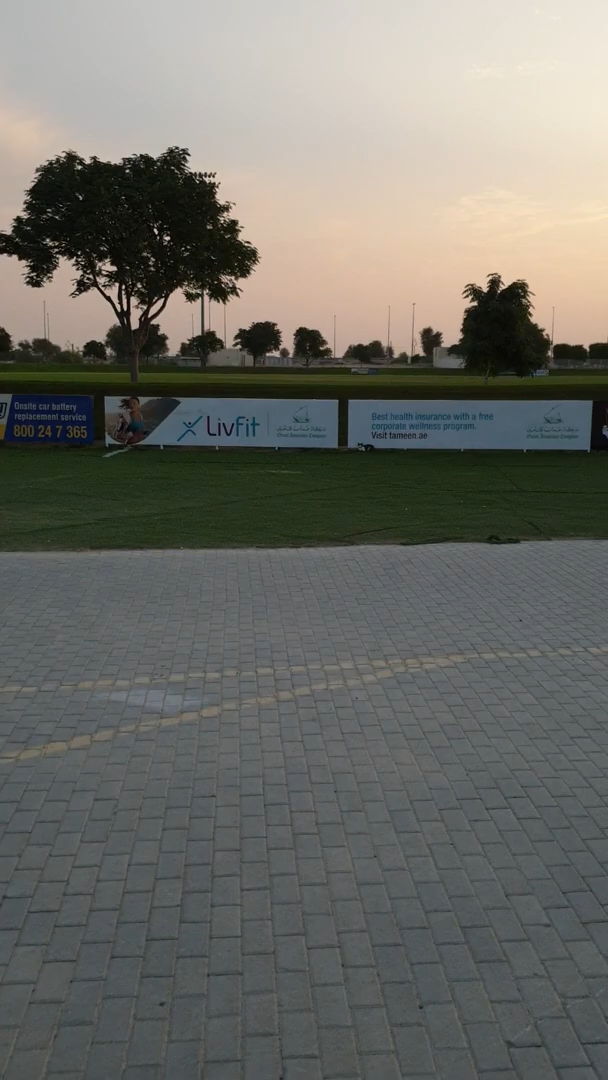 Onsite car battery
replacement service
800 24 7 365
LivFit
Best health insurance with a free
corporate wellness program.
Visit tameen.ae